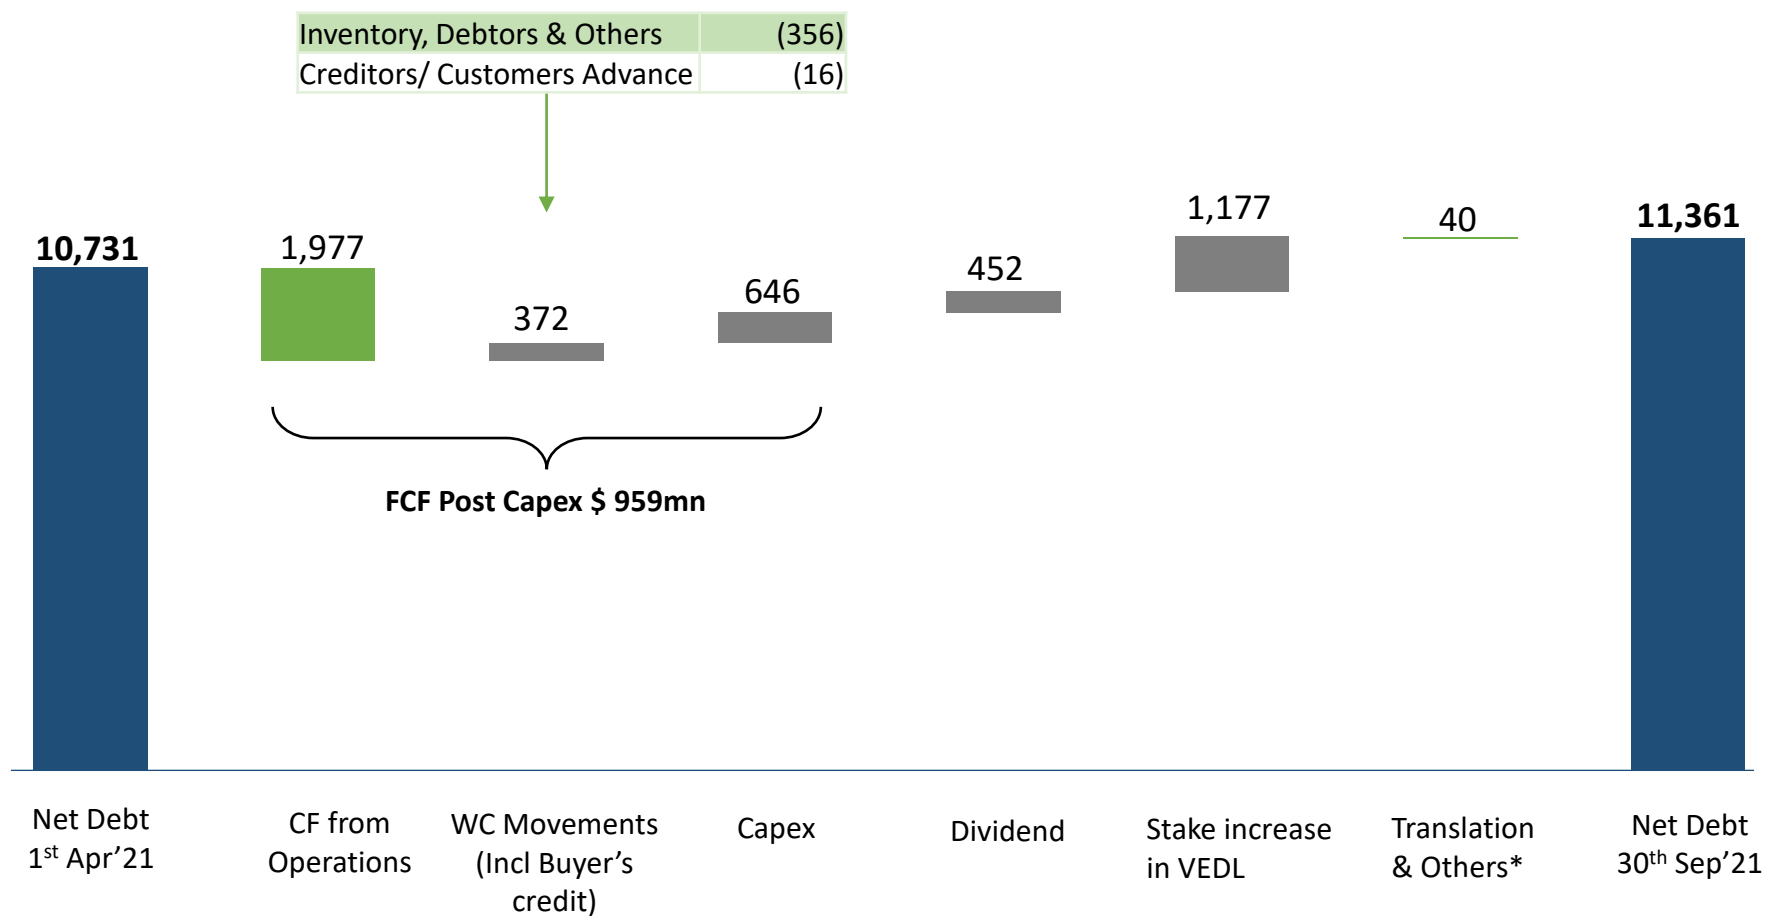 Inventory, Debtors & Others (356)
Creditors/ Customers Advance (16)
10,731
1,977
372
646
452
1,177
40
11,361
FCF Post Capex $ 959mn
Net Debt
1st Apr’21
CF from
Operations
WC Movements
(Incl Buyer’s
credit)
Capex
Dividend
Stake increase
in VEDL
Translation
& Others*
Net Debt
30th Sep’21